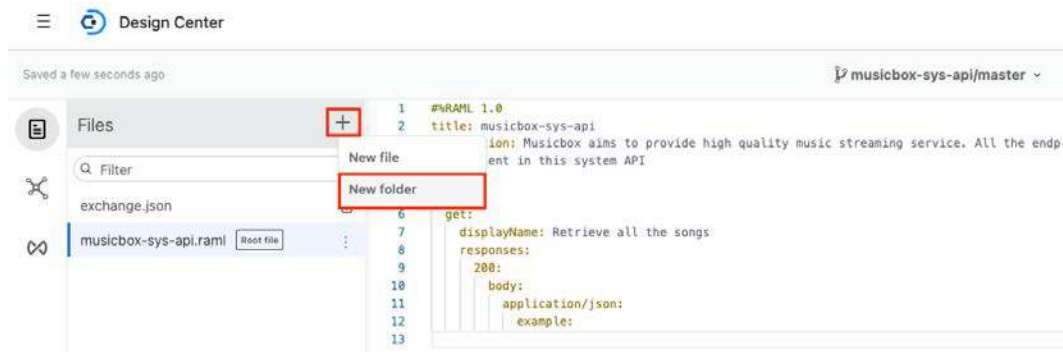 Design Center
Saved a few seconds ago
musicbox-sys-api/master
Files
+
Filter
exchange.json
musicbox-sys-api.raml Root file
New file
New folder
1 #%RAML 1.0
2 title: musicbox-sys-api
ion: Musicbox aims to provide high quality music streaming service. All the endp
ent in this system API
6 get:
7 displayName: Retrieve all the songs
8 responses:
9 200:
10 body:
11 application/json:
12 example:
13